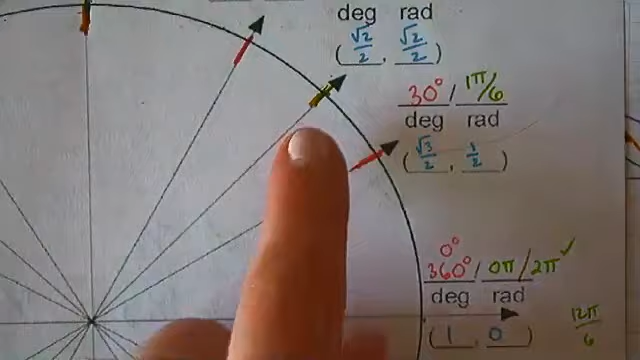 deg rad
(√2/2, √2/2)
30° / 1π/6
deg rad
(√3/2, 1/2)
0°
360° / 0π / 2π ✓
deg rad
(1, 0)
12π/6